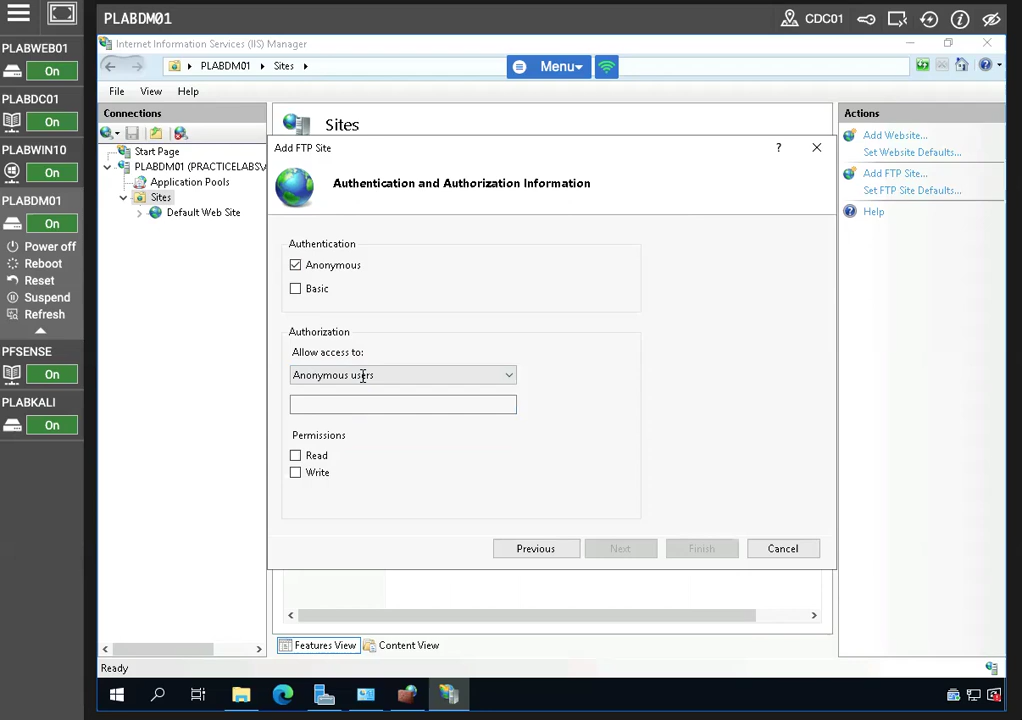 PLABDM01
CDC01
PLABWEB01
On
PLABDC01
On
PLABWIN10
On
PLABDM01
On
Power off
Reboot
Reset
Suspend
Refresh
PFSENSE
On
PLABKALI
On
Internet Information Services (IIS) Manager
PLABDM01
Sites
Menu
File View Help
Connections
Start Page
PLABDM01 (PRACTICELABS\
Application Pools
Sites
Default Web Site
Sites
Add FTP Site
?
Authentication and Authorization Information
Authentication
Anonymous
Basic
Authorization
Allow access to:
Anonymous users
Permissions
Read
Write
Previous Next Finish Cancel
Features View Content View
Actions
Add Website...
Set Website Defaults...
Add FTP Site...
Set FTP Site Defaults...
Help
Ready